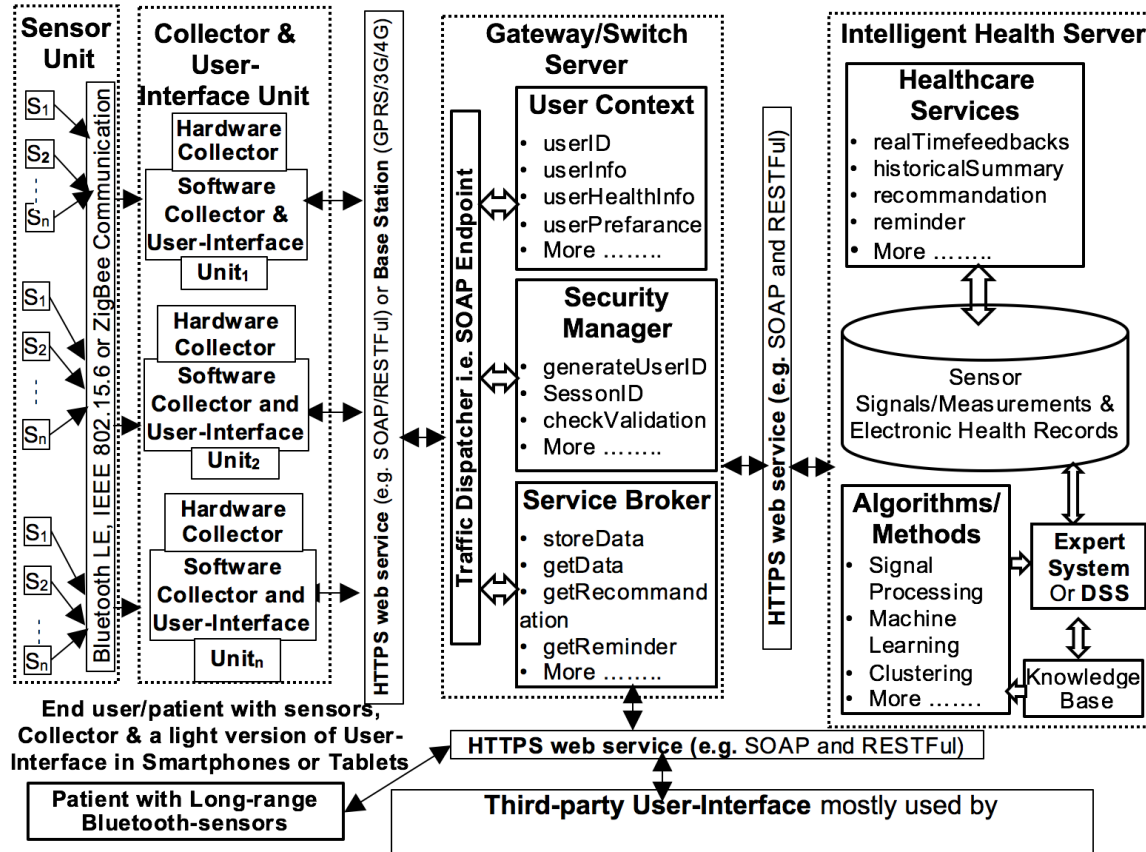 Sensor
Unit
S1
S2
Sn
S1
S2
Sn
S1
S2
Sn
Bluetooth LE, IEEE 802.15.6 or ZigBee Communication
Collector &
User-
Interface Unit
Hardware
Collector
Software
Collector &
User-Interface
Unit1
Hardware
Collector
Software
Collector and
User-Interface
Unit2
Hardware
Collector
Software
Collector and
User-Interface
Unitn
End user/patient with sensors,
Collector & a light version of User-
Interface in Smartphones or Tablets
Patient with Long-range
Bluetooth-sensors
HTTPS web service (e.g. SOAP/RESTFul) or Base Station (GPRS/3G/4G)
Gateway/Switch
Server
Traffic Dispatcher i.e. SOAP Endpoint
User Context
• userID
• userInfo
• userHealthInfo
• userPrefarance
• More ……..
Security
Manager
• generateUserID
• SessonID
• checkValidation
• More ……..
Service Broker
• storeData
• getData
• getRecommand
ation
• getReminder
• More ……..
HTTPS web service (e.g. SOAP and RESTFul)
Third-party User-Interface mostly used by
HTTPS web service (e.g. SOAP and RESTFul)
Intelligent Health Server
Healthcare
Services
• realTimefeedbacks
• historicalSummary
• recommandation
• reminder
• More ……..
Sensor
Signals/Measurements &
Electronic Health Records
Algorithms/
Methods
• Signal
Processing
• Machine
Learning
• Clustering
• More …….
Expert
System
Or DSS
Knowledge
Base